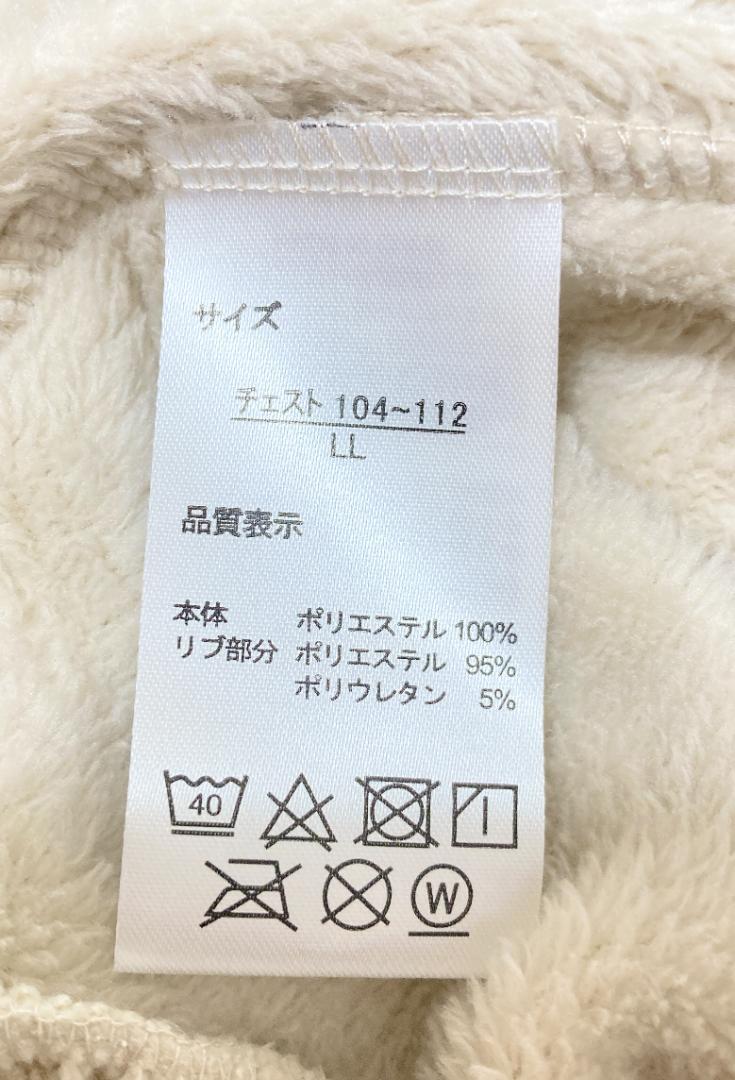 サイズ
チェスト 104~112
LL
品質表示
本体 ポリエステル 100%
リブ部分 ポリエステル 95%
ポリウレタン 5%
40
W